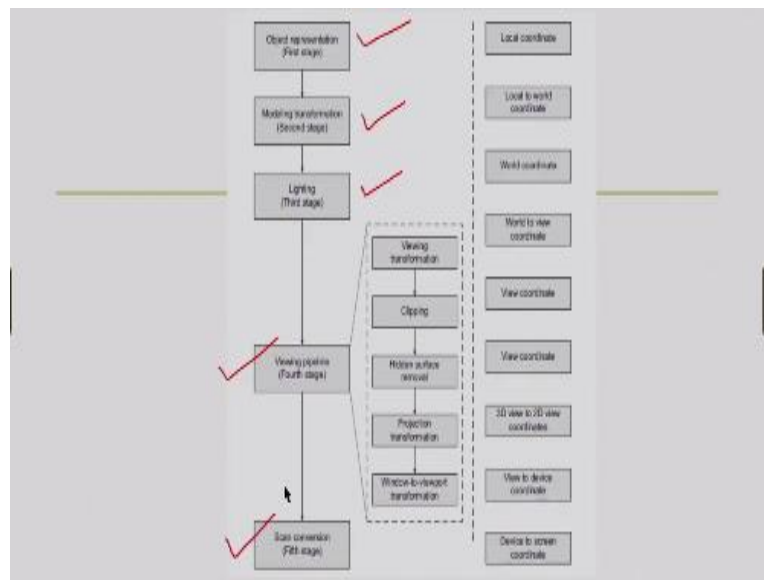 Object representation
(First stage)
Modeling transformation
(Second stage)
Lighting
(Third stage)
Viewing pipeline
(Fourth stage)
Scan conversion
(Fifth stage)
Viewing
transformation
Clipping
Hidden surface
removal
Projection
transformation
Window-to-viewport
transformation
Local coordinate
Local to world
coordinate
World coordinate
World to view
coordinate
View coordinate
View coordinate
3D view to 2D view
coordinates
View to device
coordinate
Device to screen
coordinate